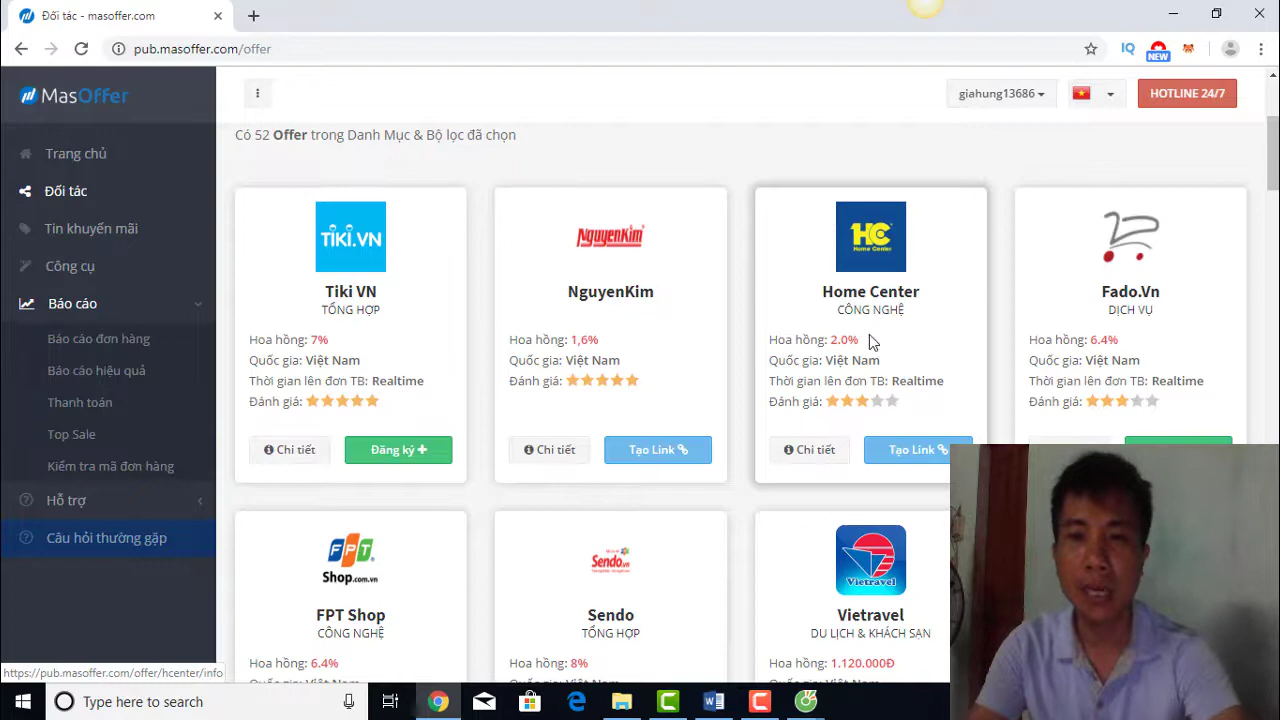 Đối tác - masoffer.com
pub.masoffer.com/offer
IQ
NEW
MasOffer
giahung13686
HOTLINE 24/7
Trang chủ
Đối tác
Tin khuyến mãi
Công cụ
Báo cáo
Báo cáo đơn hàng
Báo cáo hiệu quả
Thanh toán
Top Sale
Kiểm tra mã đơn hàng
Hỗ trợ
Câu hỏi thường gặp
https://pub.masoffer.com/offer/hcenter/info
Có 52 Offer trong Danh Mục & Bộ lọc đã chọn
TIKI.VN
Tiki VN
TỔNG HỢP
Hoa hồng: 7%
Quốc gia: Việt Nam
Thời gian lên đơn TB: Realtime
Đánh giá:
Chi tiết
Đăng ký
NGUYENKIM
NguyenKim
Hoa hồng: 1,6%
Quốc gia: Việt Nam
Đánh giá:
Chi tiết
Tạo Link
HC
Home Center
Home Center
CÔNG NGHỆ
Hoa hồng: 2.0%
Quốc gia: Việt Nam
Thời gian lên đơn TB: Realtime
Đánh giá:
Chi tiết
Tạo Link
Fado.Vn
DỊCH VỤ
Hoa hồng: 6.4%
Quốc gia: Việt Nam
Thời gian lên đơn TB: Realtime
Đánh giá:
FPT
Shop.com.vn
FPT Shop
CÔNG NGHỆ
Hoa hồng: 6.4%
Sendo.vn
Sendo
TỔNG HỢP
Hoa hồng: 8%
Vietravel
Vietravel
DU LỊCH & KHÁCH SẠN
Hoa hồng: 1.120.000Đ
Type here to search